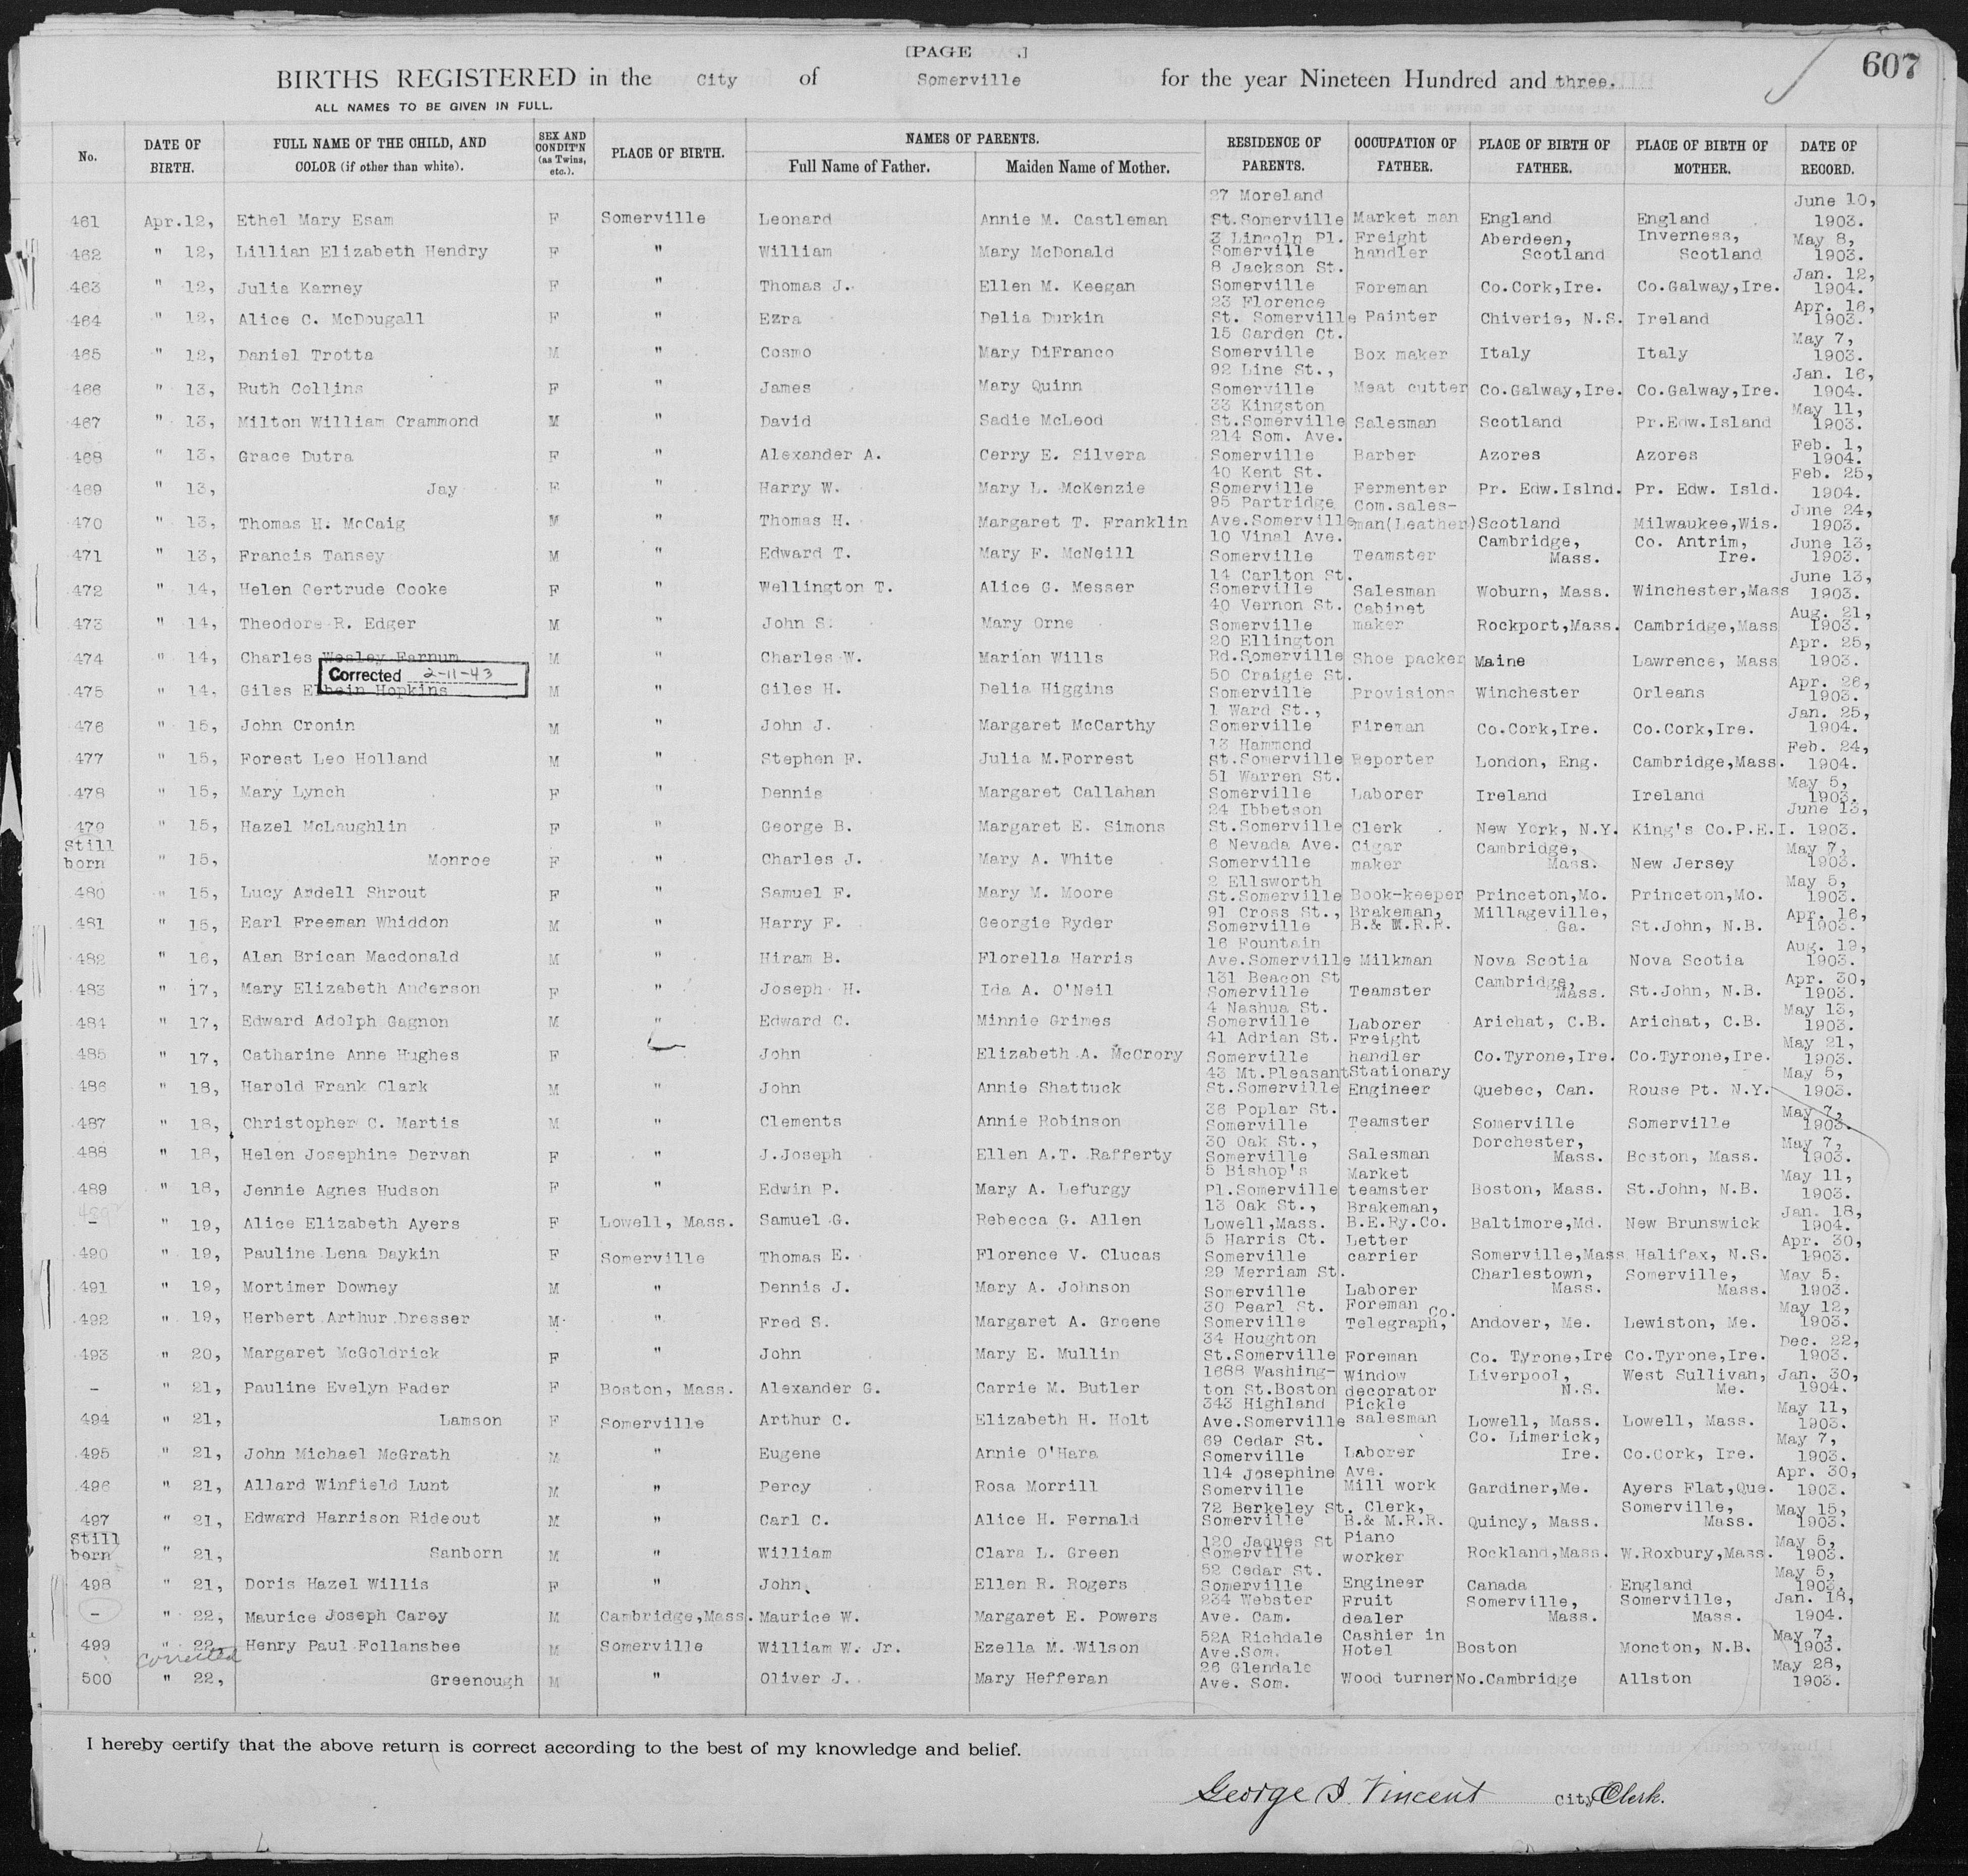 [PAGE .]
607
BIRTHS REGISTERED in the City of Somerville for the year Nineteen Hundred and three.
ALL NAMES TO BE GIVEN IN FULL.
No. DATE OF BIRTH. FULL NAME OF THE CHILD, AND COLOR (if other than white). SEX AND CONDIT'N (as Twins, etc.). PLACE OF BIRTH. NAMES OF PARENTS. Full Name of Father. Maiden Name of Mother. RESIDENCE OF PARENTS. OCCUPATION OF FATHER. PLACE OF BIRTH OF FATHER. PLACE OF BIRTH OF MOTHER. DATE OF RECORD.
461 Apr.12, Ethel Mary Esam F Somerville Leonard Annie M. Castleman 27 Moreland St.Somerville Market man England England June 10, 1903.
462 " 12, Lillian Elizabeth Hendry F " William Mary McDonald 3 Lincoln Pl. Somerville Freight handler Aberdeen, Scotland Inverness, Scotland May 8, 1903.
463 " 12, Julia Karney F " Thomas J. Ellen M. Keegan 8 Jackson St. Somerville Foreman Co.Cork,Ire. Co.Galway,Ire. Jan. 12, 1904.
464 " 12, Alice C. McDougall F " Ezra Delia Durkin 23 Florence St. Somerville Painter Chiveris, N.S. Ireland Apr. 16, 1903.
465 " 12, Daniel Trotta M " Cosmo Mary DiFranco 15 Garden Ct. Somerville Box maker Italy Italy May 7, 1903.
466 " 13, Ruth Collins F " James Mary Quinn 92 Line St., Somerville Meat cutter Co.Galway,Ire. Co.Galway,Ire. Jan. 16, 1904.
467 " 13, Milton William Crammond M " David Sadie McLeod 33 Kingston St.Somerville Salesman Scotland Pr.Edw.Island May 11, 1903.
468 " 13, Grace Dutra F " Alexander A. Cerry E. Silvera 214 Som. Ave. Somerville Barber Azores Azores Feb. 1, 1904.
469 " 13, Jay F " Harry W. Mary L. McKenzie 40 Kent St. Somerville Fermenter Pr. Edw.Islnd. Pr. Edw. Isld. Feb. 25, 1904.
470 " 13, Thomas H. McCaig M " Thomas H. Margaret T. Franklin 95 Partridge Ave.Somerville Com.sales-man(Leather) Scotland Milwaukee,Wis. June 24, 1903.
471 " 13, Francis Tansey M " Edward T. Mary F. McNeill 10 Vinal Ave. Somerville Teamster Cambridge, Mass. Co. Antrim, Ire. June 13, 1903.
472 " 14, Helen Gertrude Cooke F " Wellington T. Alice G. Messer 14 Carlton St. Somerville Salesman Woburn, Mass. Winchester,Mass June 13, 1903.
473 " 14, Theodore R. Edger M " John S. Mary Orne 40 Vernon St. Somerville Cabinet maker Rockport,Mass. Cambridge,Mass Aug. 21, 1903.
474 " 14, Charles Wesley Farnum M " Charles W. Marian Wills 20 Ellington Rd.Somerville Shoe packer Maine Lawrence, Mass Apr. 25, 1903.
Corrected 2-11-43
475 " 14, Giles Elbein Hopkins M " Giles H. Delia Higgins 50 Craigie St. Somerville Provisions Winchester Orleans Apr. 26, 1903.
476 " 15, John Cronin M " John J. Margaret McCarthy 1 Ward St., Somerville Fireman Co.Cork,Ire. Co.Cork,Ire. Jan. 25, 1904.
477 " 15, Forest Leo Holland M " Stephen F. Julia M.Forrest 13 Hammond St.Somerville Reporter London, Eng. Cambridge,Mass. Feb. 24, 1904.
478 " 15, Mary Lynch F " Dennis Margaret Callahan 51 Warren St. Somerville Laborer Ireland Ireland May 5, 1903.
479 " 15, Hazel McLaughlin F " George B. Margaret E. Simons 24 Ibbetson St.Somerville Clerk New York, N.Y. King's Co.P.E.I. June 13, 1903.
Still born " 15, Monroe F " Charles J. Mary A. White 6 Nevada Ave. Somerville Cigar maker Cambridge, Mass. New Jersey May 7, 1903.
480 " 15, Lucy Ardell Shrout F " Samuel F. Mary M. Moore 2 Ellsworth St.Somerville Book-keeper Princeton,Mo. Princeton,Mo. May 5, 1903.
481 " 15, Earl Freeman Whiddon M " Harry F. Georgie Ryder 91 Cross St., Somerville Brakeman, B.& M.R.R. Millageville, Ga. St.John, N.B. Apr. 16, 1903.
482 " 16, Alan Brican Macdonald M " Hiram B. Florella Harris 16 Fountain Ave.Somerville Milkman Nova Scotia Nova Scotia Aug. 19, 1903.
483 " 17, Mary Elizabeth Anderson F " Joseph H. Ida A. O'Neil 131 Beacon St Somerville Teamster Cambridge, Mass. St.John, N.B. Apr. 30, 1903.
484 " 17, Edward Adolph Gagnon M " Edward C. Minnie Grimes 4 Nashua St. Somerville Laborer Arichat, C.B. Arichat, C.B. May 13, 1903.
485 " 17, Catharine Anne Hughes F " John Elizabeth A. McCrory 41 Adrian St. Somerville Freight handler Co.Tyrone,Ire. Co.Tyrone,Ire. May 21, 1903.
486 " 18, Harold Frank Clark M " John Annie Shattuck 43 Mt.Pleasant St.Somerville Stationary Engineer Quebec, Can. Rouse Pt. N.Y. May 5, 1903.
487 " 18, Christopher C. Martis M " Clements Annie Robinson 36 Poplar St. Somerville Teamster Somerville Somerville May 7, 1903.
488 " 18, Helen Josephine Dervan F " J.Joseph Ellen A.T. Rafferty 30 Oak St., Somerville Salesman Dorchester, Mass. Boston, Mass. May 7, 1903.
489 " 18, Jennie Agnes Hudson F " Edwin P. Mary A. Lefurgy 5 Bishop's Pl.Somerville Market teamster Boston, Mass. St.John, N.B. May 11, 1903.
- " 19, Alice Elizabeth Ayers F Lowell, Mass. Samuel G. Rebecca G. Allen 13 Oak St., Lowell,Mass. Brakeman, B.E.Ry.Co. Baltimore,Md. New Brunswick Jan. 18, 1904.
490 " 19, Pauline Lena Daykin F Somerville Thomas E. Florence V. Clucas 5 Harris Ct. Somerville Letter carrier Somerville,Mass Halifax, N.S. Apr. 30, 1903.
491 " 19, Mortimer Downey M " Dennis J. Mary A. Johnson 29 Merriam St. Somerville Laborer Charlestown, Mass. Somerville, Mass. May 5. 1903.
492 " 19, Herbert Arthur Dresser M " Fred S. Margaret A. Greene 30 Pearl St. Somerville Foreman Telegraph, Co. Andover, Me. Lewiston, Me. May 12, 1903.
493 " 20, Margaret McGoldrick F " John Mary E. Mullin 34 Houghton St.Somerville Foreman Co. Tyrone,Ire Co.Tyrone,Ire. Dec. 22, 1903.
- " 21, Pauline Evelyn Fader F Boston, Mass. Alexander G. Carrie M. Butler 1688 Washing-ton St.Boston Window decorator Liverpool, N.S. West Sullivan, Me. Jan. 30, 1904.
494 " 21, Lamson F Somerville Arthur C. Elizabeth H. Holt 343 Highland Ave.Somerville Pickle salesman Lowell, Mass. Lowell, Mass. May 11, 1903.
495 " 21, John Michael McGrath M " Eugene Annie O'Hara 69 Cedar St. Somerville Laborer Co. Limerick, Ire. Co.Cork, Ire. May 7, 1903.
496 " 21, Allard Winfield Lunt M " Percy Rosa Morrill 114 Josephine Ave. Somerville Mill work Gardiner,Me. Ayers Flat,Que. Apr. 30, 1903.
497 " 21, Edward Harrison Rideout M " Carl C. Alice H. Fernald 72 Berkeley St. Somerville Clerk, B.& M.R.R. Quincy, Mass. Somerville, Mass. May 15, 1903.
Still born " 21, Sanborn M " William Clara L. Green 120 Jaques St Somerville Piano worker Rockland,Mass. W.Roxbury,Mass. May 5, 1903.
498 " 21, Doris Hazel Willis F " John Ellen R. Rogers 52 Cedar St. Somerville Engineer Canada England May 5, 1903.
- " 22, Maurice Joseph Carey M Cambridge,Mass. Maurice W. Margaret E. Powers 234 Webster Ave. Cam. Fruit dealer Somerville, Mass. Somerville, Mass. Jan. 18, 1904.
499 " 22, Henry Paul Follansbee M Somerville William W. Jr. Ezella M. Wilson 52A Richdale Ave.Som. Cashier in Hotel Boston Moncton, N.B. May 7, 1903.
corrected
500 " 22, Greenough M " Oliver J. Mary Hefferan 26 Glendale Ave. Som. Wood turner No.Cambridge Allston May 28, 1903.
I hereby certify that the above return is correct according to the best of my knowledge and belief.
George I. Vincent City Clerk.